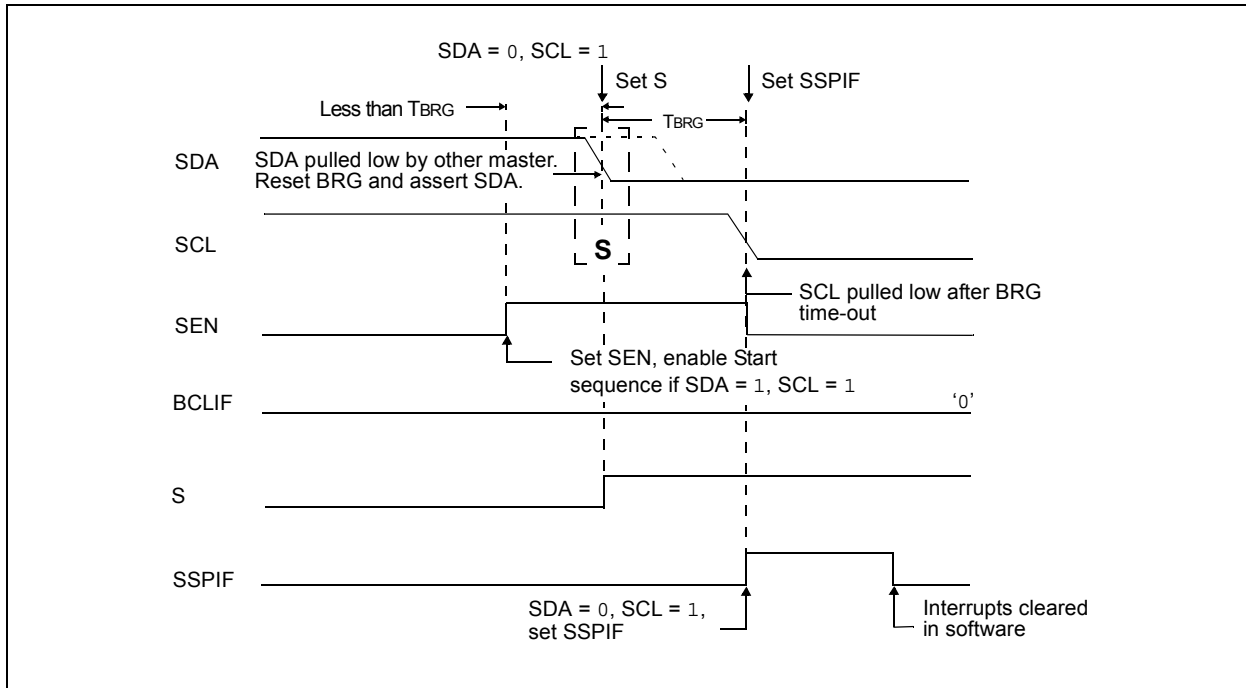 SDA = 0, SCL = 1
Set S
Set SSPIF
Less than TBRG
TBRG
SDA
SDA pulled low by other master.
Reset BRG and assert SDA.
SCL
S
SCL pulled low after BRG
time-out
SEN
Set SEN, enable Start
sequence if SDA = 1, SCL = 1
BCLIF
‘0’
S
SSPIF
SDA = 0, SCL = 1,
set SSPIF
Interrupts cleared
in software